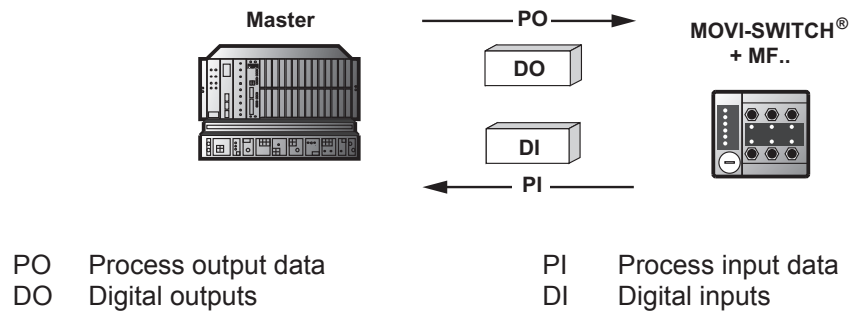 Master
PO
MOVI-SWITCH®
+ MF..
DO
DI
PI
PO Process output data
PI Process input data
DO Digital outputs
DI Digital inputs